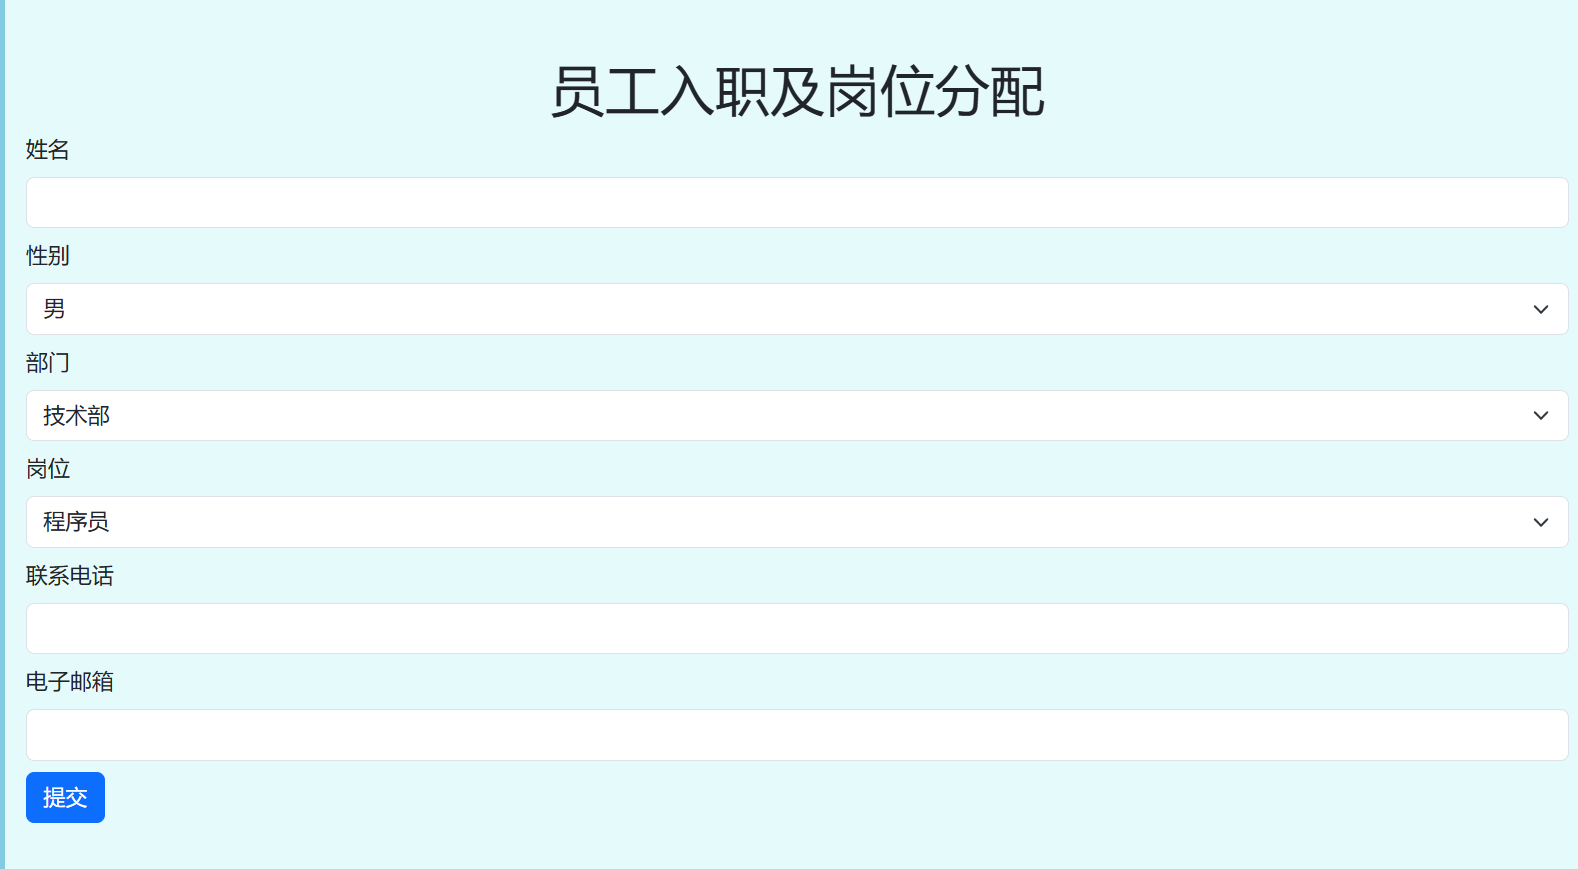 员工入职及岗位分配
姓名
性别
男
部门
技术部
岗位
程序员
联系电话
电子邮箱
提交